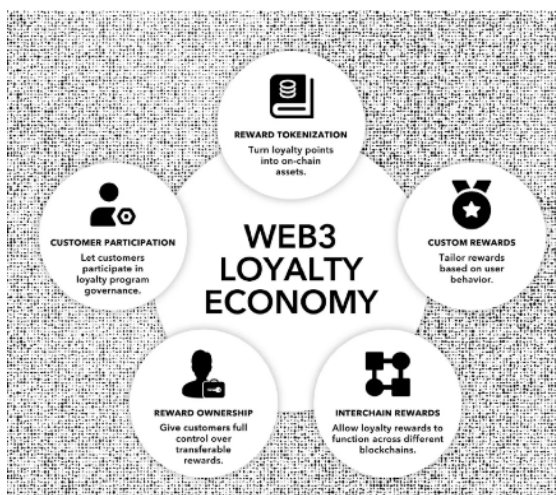 REWARD TOKENIZATION
Turn loyalty points
into on-chain
assets.
CUSTOMER PARTICIPATION
Let customers
participate in
loyalty program
governance.
WEB3
LOYALTY
ECONOMY
CUSTOM REWARDS
Tailor rewards
based on user
behavior.
REWARD OWNERSHIP
Give customers full
control over
transferable
rewards.
INTERCHAIN REWARDS
Allow loyalty rewards to
function across different
blockchains.